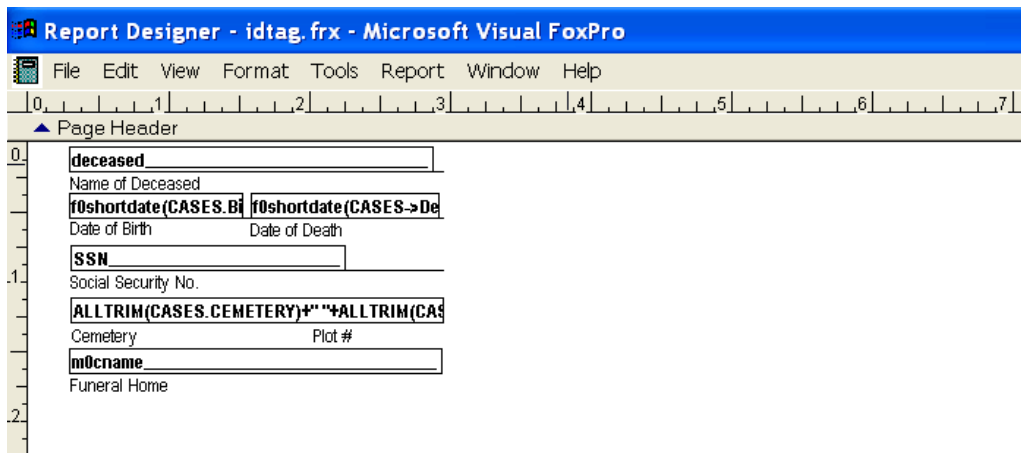 Report Designer - idtag.frx - Microsoft Visual FoxPro
File Edit View Format Tools Report Window Help
0 1 2 3 4 5 6 7
Page Header
0
deceased
Name of Deceased
f0shortdate(CASES.Bi f0shortdate(CASES->De
Date of Birth Date of Death
SSN
1
Social Security No.
ALLTRIM(CASES.CEMETERY)+" "+ALLTRIM(CAS
Cemetery Plot #
m0cname
Funeral Home
2